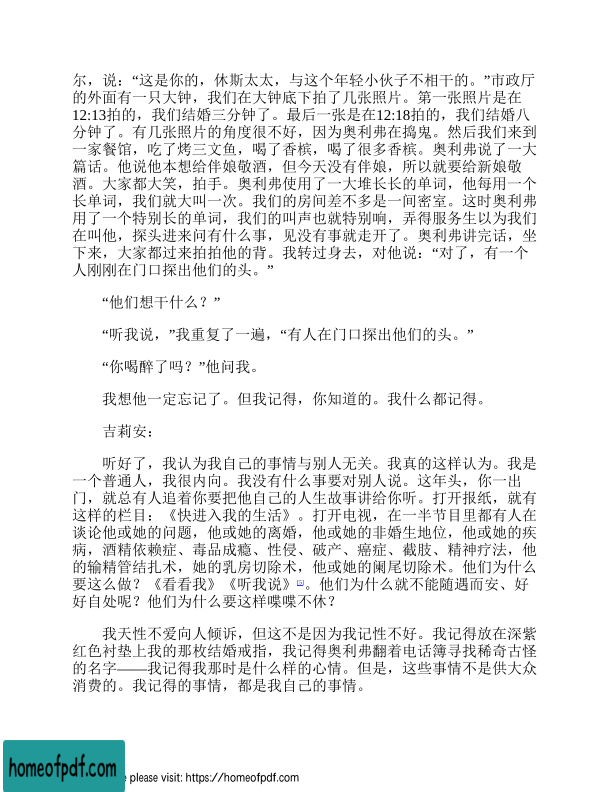 尔，说：“这是你的，休斯太太，与这个年轻小伙子不相干的。”市政厅
的外面有一只大钟，我们在大钟底下拍了几张照片。第一张照片是在
12:13拍的，我们结婚三分钟了。最后一张是在12:18拍的，我们结婚八
分钟了。有几张照片的角度很不好，因为奥利弗在捣鬼。然后我们来到
一家餐馆，吃了烤三文鱼，喝了香槟，喝了很多香槟。奥利弗说了一大
篇话。他说他本想给伴娘敬酒，但今天没有伴娘，所以就要给新娘敬
酒。大家都大笑，拍手。奥利弗使用了一大堆长长的单词，他每用一个
长单词，我们就大叫一次。我们的房间差不多是一间密室。这时奥利弗
用了一个特别长的单词，我们的叫声也就特别响，弄得服务生以为我们
在叫他，探头进来问有什么事，见没有事就走开了。奥利弗讲完话，坐
下来，大家都过来拍拍他的背。我转过身去，对他说：“对了，有一个
人刚刚在门口探出他们的头。”
“他们想干什么？”
“听我说，”我重复了一遍，“有人在门口探出他们的头。”
“你喝醉了吗？”他问我。
我想他一定忘记了。但我记得，你知道的。我什么都记得。
吉莉安：
听好了，我认为我自己的事情与别人无关。我真的这样认为。我是
一个普通人，我很内向。我没有什么事要对别人说。这年头，你一出
门，就总有人追着你要把他自己的人生故事讲给你听。打开报纸，就有
这样的栏目：《快进入我的生活》。打开电视，在一半节目里都有人在
谈论他或她的问题，他或她的离婚，他或她的非婚生地位，他或她的疾
病，酒精依赖症、毒品成瘾、性侵、破产、癌症、截肢、精神疗法，他
的输精管结扎术，她的乳房切除术，他或她的阑尾切除术。他们为什么
要这么做？《看看我》《听我说》。他们为什么就不能随遇而安、好
好自处呢？他们为什么要这样喋喋不休？
我天性不爱向人倾诉，但这不是因为我记性不好。我记得放在深紫
红色衬垫上我的那枚结婚戒指，我记得奥利弗翻着电话簿寻找稀奇古怪
的名字——我记得我那时是什么样的心情。但是，这些事情不是供大众
消费的。我记得的事情，都是我自己的事情。
homeofpdf.com
please visit: https://homeofpdf.com